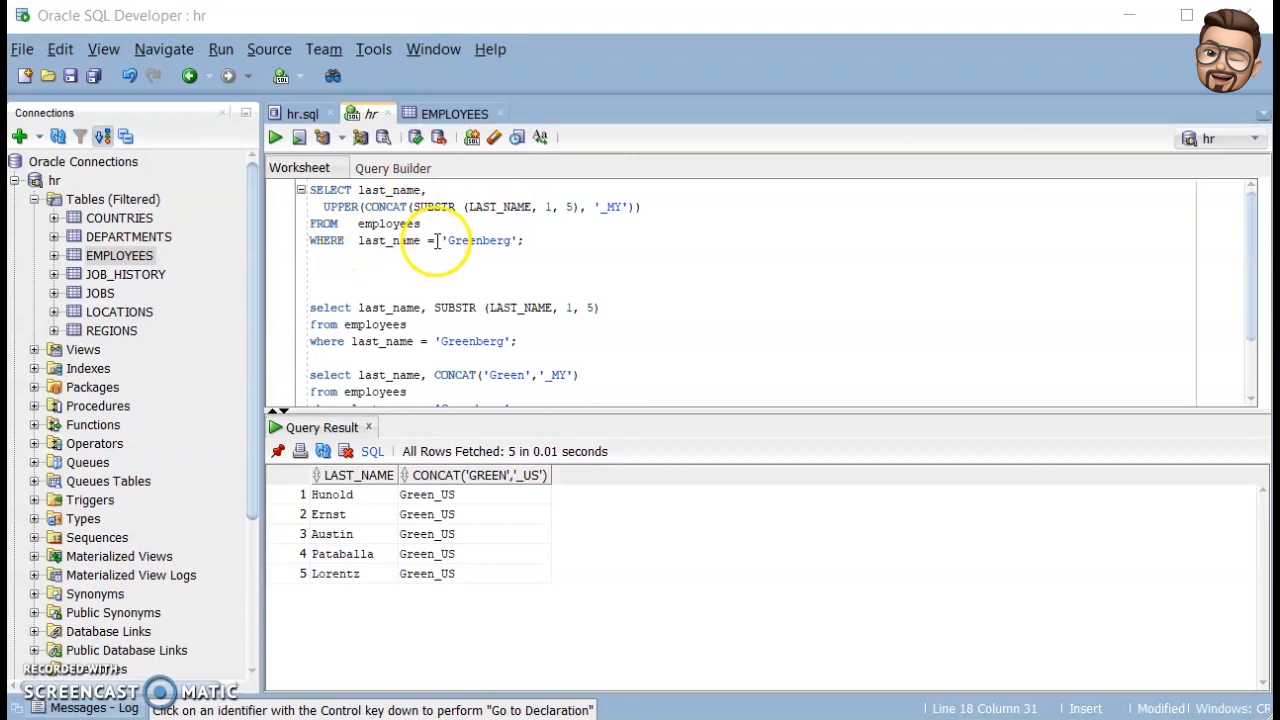 Oracle SQL Developer : hr
File Edit View Navigate Run Source Team Tools Window Help
Connections
hr.sql hr EMPLOYEES
hr
Worksheet Query Builder
Oracle Connections
hr
Tables (Filtered)
COUNTRIES
DEPARTMENTS
EMPLOYEES
JOB_HISTORY
JOBS
LOCATIONS
REGIONS
Views
Indexes
Packages
Procedures
Functions
Operators
Queues
Queues Tables
Triggers
Types
Sequences
Materialized Views
Materialized View Logs
Synonyms
Public Synonyms
Database Links
Public Database Links
RECORDED WITH
SCREENCAST MATIC
SELECT last_name,
UPPER(CONCAT(SUBSTR (LAST_NAME, 1, 5), '_MY'))
FROM employees
WHERE last_name = 'Greenberg';
select last_name, SUBSTR (LAST_NAME, 1, 5)
from employees
where last_name = 'Greenberg';
select last_name, CONCAT('Green','_MY')
from employees
Query Result
SQL All Rows Fetched: 5 in 0.01 seconds
LAST_NAME CONCAT('GREEN','_US')
1 Hunold Green_US
2 Ernst Green_US
3 Austin Green_US
4 Pataballa Green_US
5 Lorentz Green_US
Messages - Log
Click on an identifier with the Control key down to perform "Go to Declaration"
Line 18 Column 31 Insert Modified Windows: CR